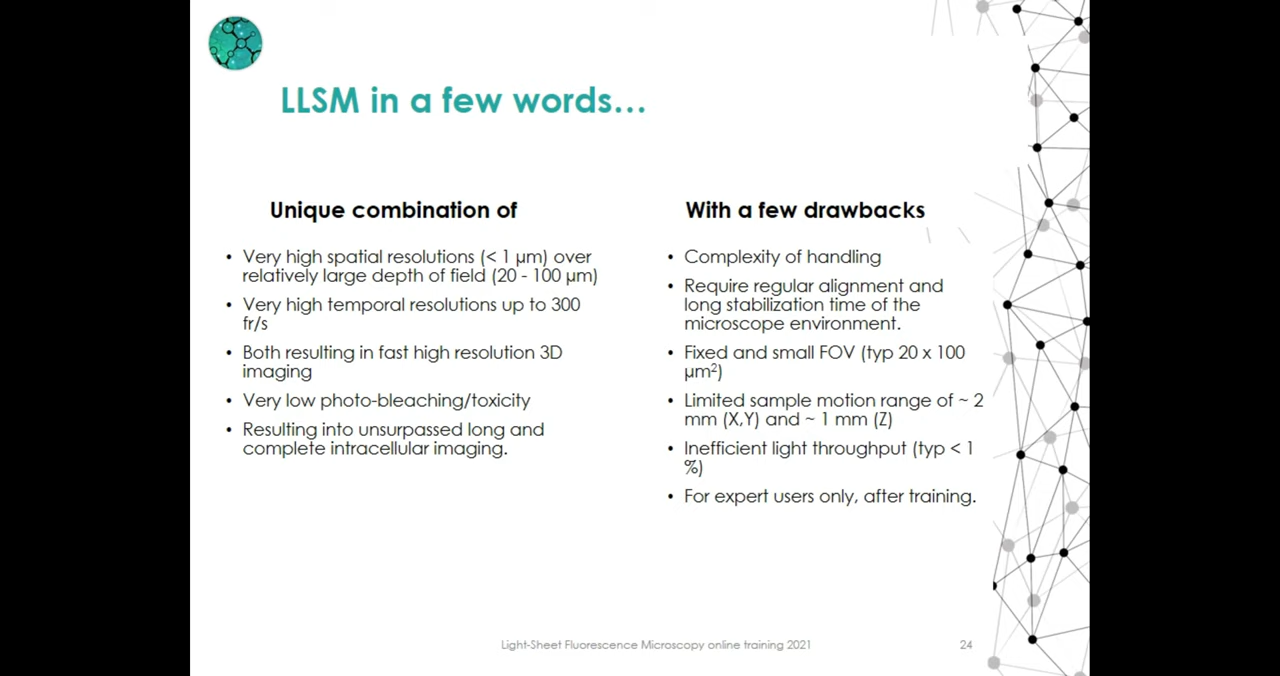 LLSM in a few words…
Unique combination of
• Very high spatial resolutions (< 1 µm) over
relatively large depth of field (20 - 100 µm)
• Very high temporal resolutions up to 300
fr/s
• Both resulting in fast high resolution 3D
imaging
• Very low photo-bleaching/toxicity
• Resulting into unsurpassed long and
complete intracellular imaging.
With a few drawbacks
• Complexity of handling
• Require regular alignment and
long stabilization time of the
microscope environment.
• Fixed and small FOV (typ 20 x 100
µm²)
• Limited sample motion range of ~ 2
mm (X,Y) and ~ 1 mm (Z)
• Inefficient light throughput (typ < 1
%)
• For expert users only, after training.
Light-Sheet Fluorescence Microscopy online training 2021
24